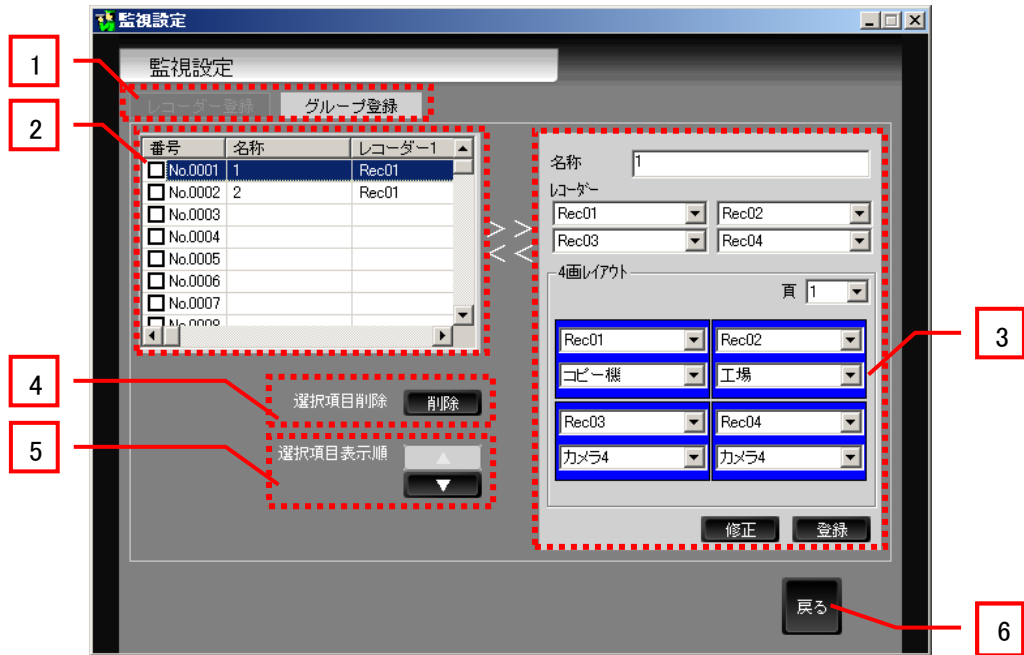 監視設定
監視設定
レコーダー登録 グループ登録
番号 名称 レコーダー1
No.0001 1 Rec01
No.0002 2 Rec01
No.0003
No.0004
No.0005
No.0006
No.0007
No.0008
>>
<<
名称 1
レコーダー
Rec01 Rec02
Rec03 Rec04
4画レイアウト
頁 1
Rec01 Rec02
コピー機 工場
Rec03 Rec04
カメラ4 カメラ4
修正 登録
選択項目削除 削除
選択項目表示順
戻る
1
2
3
4
5
6